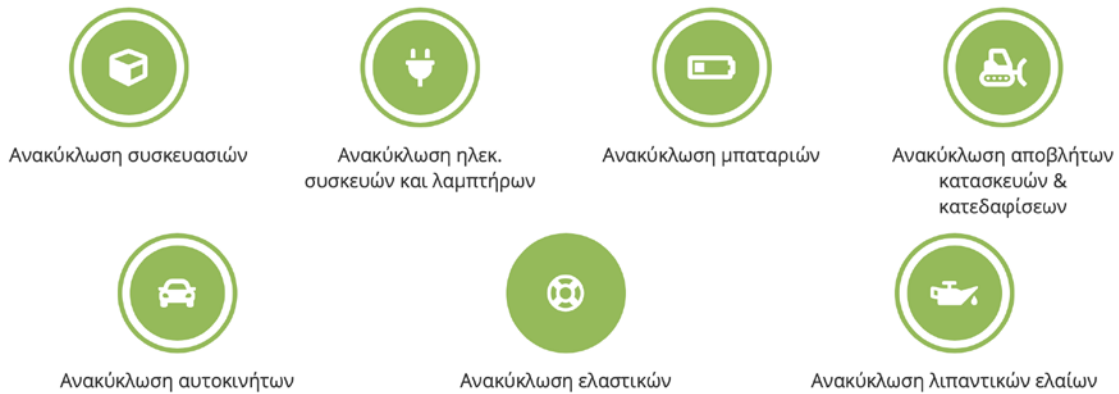 Ανακύκλωση συσκευασιών
Ανακύκλωση ηλεκ.
συσκευών και λαμπτήρων
Ανακύκλωση μπαταριών
Ανακύκλωση αποβλήτων
κατασκευών &
κατεδαφίσεων
Ανακύκλωση αυτοκινήτων
Ανακύκλωση ελαστικών
Ανακύκλωση λιπαντικών ελαίων